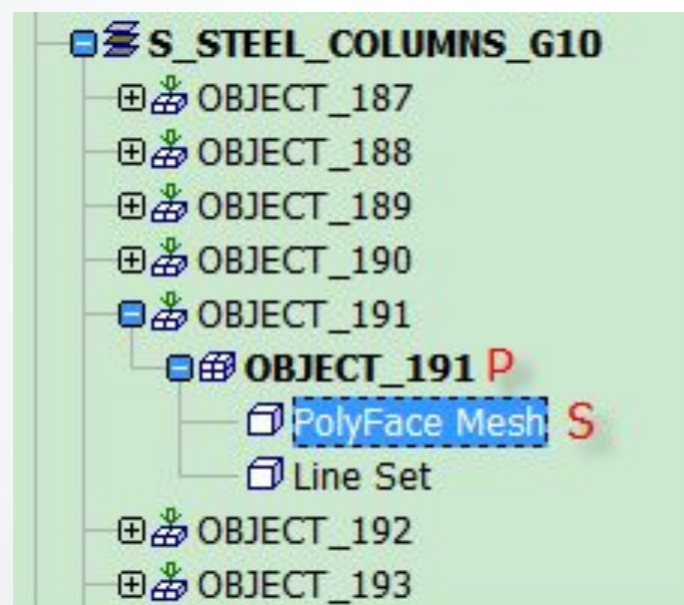 S_STEEL_COLUMNS_G10
OBJECT_187
OBJECT_188
OBJECT_189
OBJECT_190
OBJECT_191
OBJECT_191 P
PolyFace Mesh S
Line Set
OBJECT_192
OBJECT_193